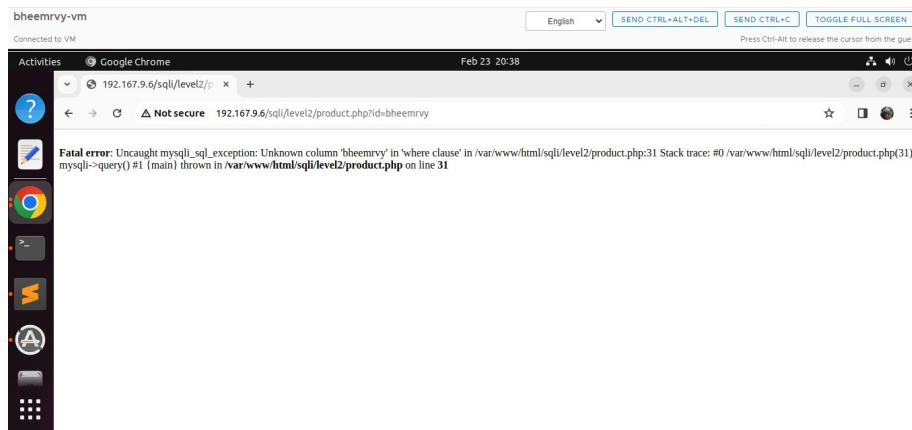 bheemrvy-vm
English
SEND CTRL+ALT+DEL
SEND CTRL+C
TOGGLE FULL SCREEN
Connected to VM
Press Ctrl-Alt to release the cursor from the gue
Activities
Google Chrome
Feb 23 20:38
192.167.9.6/sqli/level2/p
Not secure
192.167.9.6/sqli/level2/product.php?id=bheemrvy
Fatal error: Uncaught mysqli_sql_exception: Unknown column 'bheemrvy' in 'where clause' in /var/www/html/sqli/level2/product.php:31 Stack trace: #0 /var/www/html/sqli/level2/product.php(31)
mysqli->query() #1 {main} thrown in /var/www/html/sqli/level2/product.php on line 31